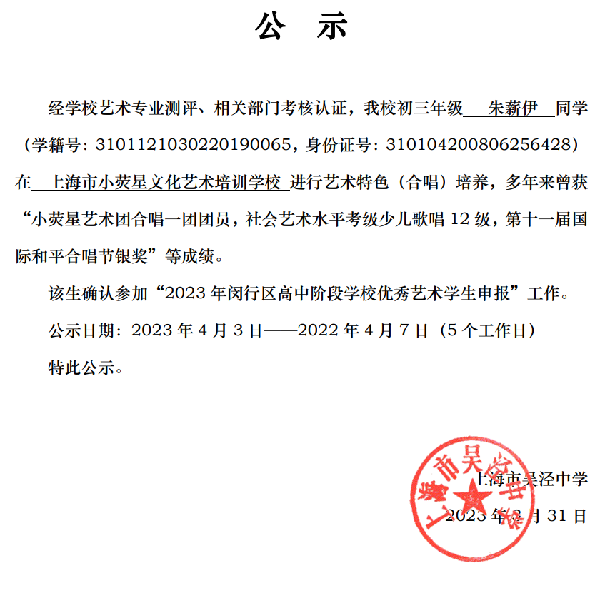 公 示
经学校艺术专业测评、相关部门考核认证，我校初三年级 朱薪伊 同学
（学籍号：3101121030220190065，身份证号：310104200806256428）
在 上海市小荧星文化艺术培训学校 进行艺术特色（合唱）培养，多年来曾获
“小荧星艺术团合唱一团团员，社会艺术水平考级少儿歌唱 12 级，第十一届国
际和平合唱节银奖”等成绩。
该生确认参加“2023 年闵行区高中阶段学校优秀艺术学生申报”工作。
公示日期：2023 年 4 月 3 日——2022 年 4 月 7 日（5 个工作日）
特此公示。
上海市吴泾中学
2023 年 3 月 31 日
上海市吴泾中学